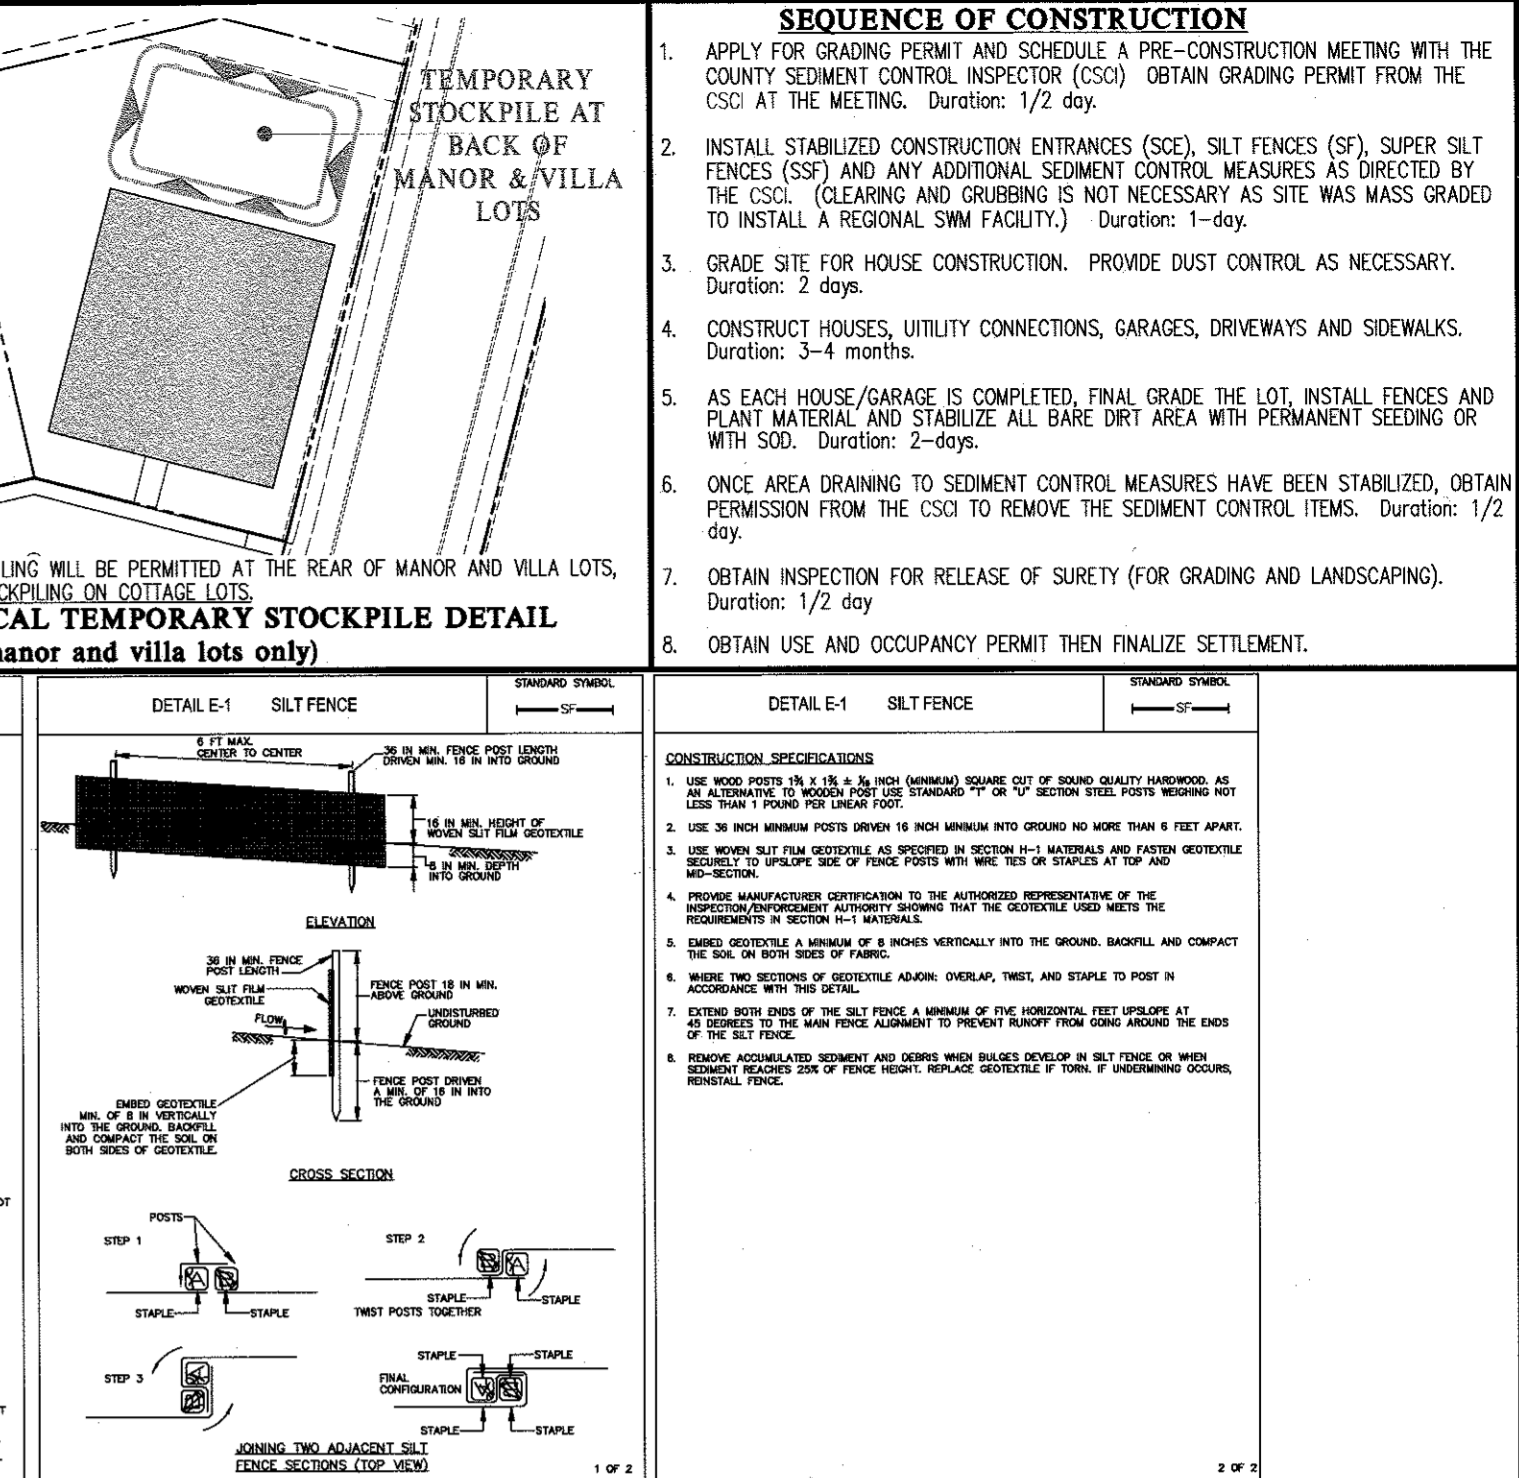 TEMPORARY
STOCKPILE AT
BACK OF
MANOR & VILLA
LOTS
LING WILL BE PERMITTED AT THE REAR OF MANOR AND VILLA LOTS,
CKPILING ON COTTAGE LOTS.
CAL TEMPORARY STOCKPILE DETAIL
anor and villa lots only)
SEQUENCE OF CONSTRUCTION
1. APPLY FOR GRADING PERMIT AND SCHEDULE A PRE-CONSTRUCTION MEETING WITH THE
COUNTY SEDIMENT CONTROL INSPECTOR (CSCI) OBTAIN GRADING PERMIT FROM THE
CSCI AT THE MEETING. Duration: 1/2 day.
2. INSTALL STABILIZED CONSTRUCTION ENTRANCES (SCE), SILT FENCES (SF), SUPER SILT
FENCES (SSF) AND ANY ADDITIONAL SEDIMENT CONTROL MEASURES AS DIRECTED BY
THE CSCI. (CLEARING AND GRUBBING IS NOT NECESSARY AS SITE WAS MASS GRADED
TO INSTALL A REGIONAL SWM FACILITY.) Duration: 1-day.
3. GRADE SITE FOR HOUSE CONSTRUCTION. PROVIDE DUST CONTROL AS NECESSARY.
Duration: 2 days.
4. CONSTRUCT HOUSES, UITILITY CONNECTIONS, GARAGES, DRIVEWAYS AND SIDEWALKS.
Duration: 3-4 months.
5. AS EACH HOUSE/GARAGE IS COMPLETED, FINAL GRADE THE LOT, INSTALL FENCES AND
PLANT MATERIAL AND STABILIZE ALL BARE DIRT AREA WITH PERMANENT SEEDING OR
WITH SOD. Duration: 2-days.
6. ONCE AREA DRAINING TO SEDIMENT CONTROL MEASURES HAVE BEEN STABILIZED, OBTAIN
PERMISSION FROM THE CSCI TO REMOVE THE SEDIMENT CONTROL ITEMS. Duration: 1/2
day.
7. OBTAIN INSPECTION FOR RELEASE OF SURETY (FOR GRADING AND LANDSCAPING).
Duration: 1/2 day
8. OBTAIN USE AND OCCUPANCY PERMIT THEN FINALIZE SETTLEMENT.
DETAIL E-1 SILT FENCE
STANDARD SYMBOL
SF
6 FT MAX.
CENTER TO CENTER
36 IN MIN. FENCE POST LENGTH
DRIVEN MIN. 16 IN INTO GROUND
16 IN MIN. HEIGHT OF
WOVEN SLIT FILM GEOTEXTILE
8 IN MIN. DEPTH
INTO GROUND
ELEVATION
36 IN MIN. FENCE
POST LENGTH
WOVEN SLIT FILM
GEOTEXTILE
FLOW
FENCE POST 18 IN MIN.
ABOVE GROUND
UNDISTURBED
GROUND
FENCE POST DRIVEN
A MIN. OF 16 IN INTO
THE GROUND
EMBED GEOTEXTILE
MIN. OF 8 IN VERTICALLY
INTO THE GROUND. BACKFILL
AND COMPACT THE SOIL ON
BOTH SIDES OF GEOTEXTILE.
CROSS SECTION
POSTS
STEP 1
A B
STAPLE STAPLE
STEP 2
B A
STAPLE STAPLE
TWIST POSTS TOGETHER
STEP 3
A
B
STAPLE STAPLE
FINAL
CONFIGURATION
A B
STAPLE STAPLE
JOINING TWO ADJACENT SILT
FENCE SECTIONS (TOP VIEW)
1 OF 2
DETAIL E-1 SILT FENCE
STANDARD SYMBOL
SF
CONSTRUCTION SPECIFICATIONS
1. USE WOOD POSTS 1¾ X 1¾ ± 1/16 INCH (MINIMUM) SQUARE CUT OF SOUND QUALITY HARDWOOD. AS
AN ALTERNATIVE TO WOODEN POST USE STANDARD "T" OR "U" SECTION STEEL POSTS WEIGHING NOT
LESS THAN 1 POUND PER LINEAR FOOT.
2. USE 36 INCH MINIMUM POSTS DRIVEN 16 INCH MINIMUM INTO GROUND NO MORE THAN 6 FEET APART.
3. USE WOVEN SLIT FILM GEOTEXTILE AS SPECIFIED IN SECTION H-1 MATERIALS AND FASTEN GEOTEXTILE
SECURELY TO UPSLOPE SIDE OF FENCE POSTS WITH WIRE TIES OR STAPLES AT TOP AND
MID-SECTION.
4. PROVIDE MANUFACTURER CERTIFICATION TO THE AUTHORIZED REPRESENTATIVE OF THE
INSPECTION/ENFORCEMENT AUTHORITY SHOWING THAT THE GEOTEXTILE USED MEETS THE
REQUIREMENTS IN SECTION H-1 MATERIALS.
5. EMBED GEOTEXTILE A MINIMUM OF 8 INCHES VERTICALLY INTO THE GROUND. BACKFILL AND COMPACT
THE SOIL ON BOTH SIDES OF FABRIC.
6. WHERE TWO SECTIONS OF GEOTEXTILE ADJOIN: OVERLAP, TWIST, AND STAPLE TO POST IN
ACCORDANCE WITH THIS DETAIL.
7. EXTEND BOTH ENDS OF THE SILT FENCE A MINIMUM OF FIVE HORIZONTAL FEET UPSLOPE AT
45 DEGREES TO THE MAIN FENCE ALIGNMENT TO PREVENT RUNOFF FROM GOING AROUND THE ENDS
OF THE SILT FENCE.
8. REMOVE ACCUMULATED SEDIMENT AND DEBRIS WHEN BULGES DEVELOP IN SILT FENCE OR WHEN
SEDIMENT REACHES 25% OF FENCE HEIGHT. REPLACE GEOTEXTILE IF TORN. IF UNDERMINING OCCURS,
REINSTALL FENCE.
2 OF 2